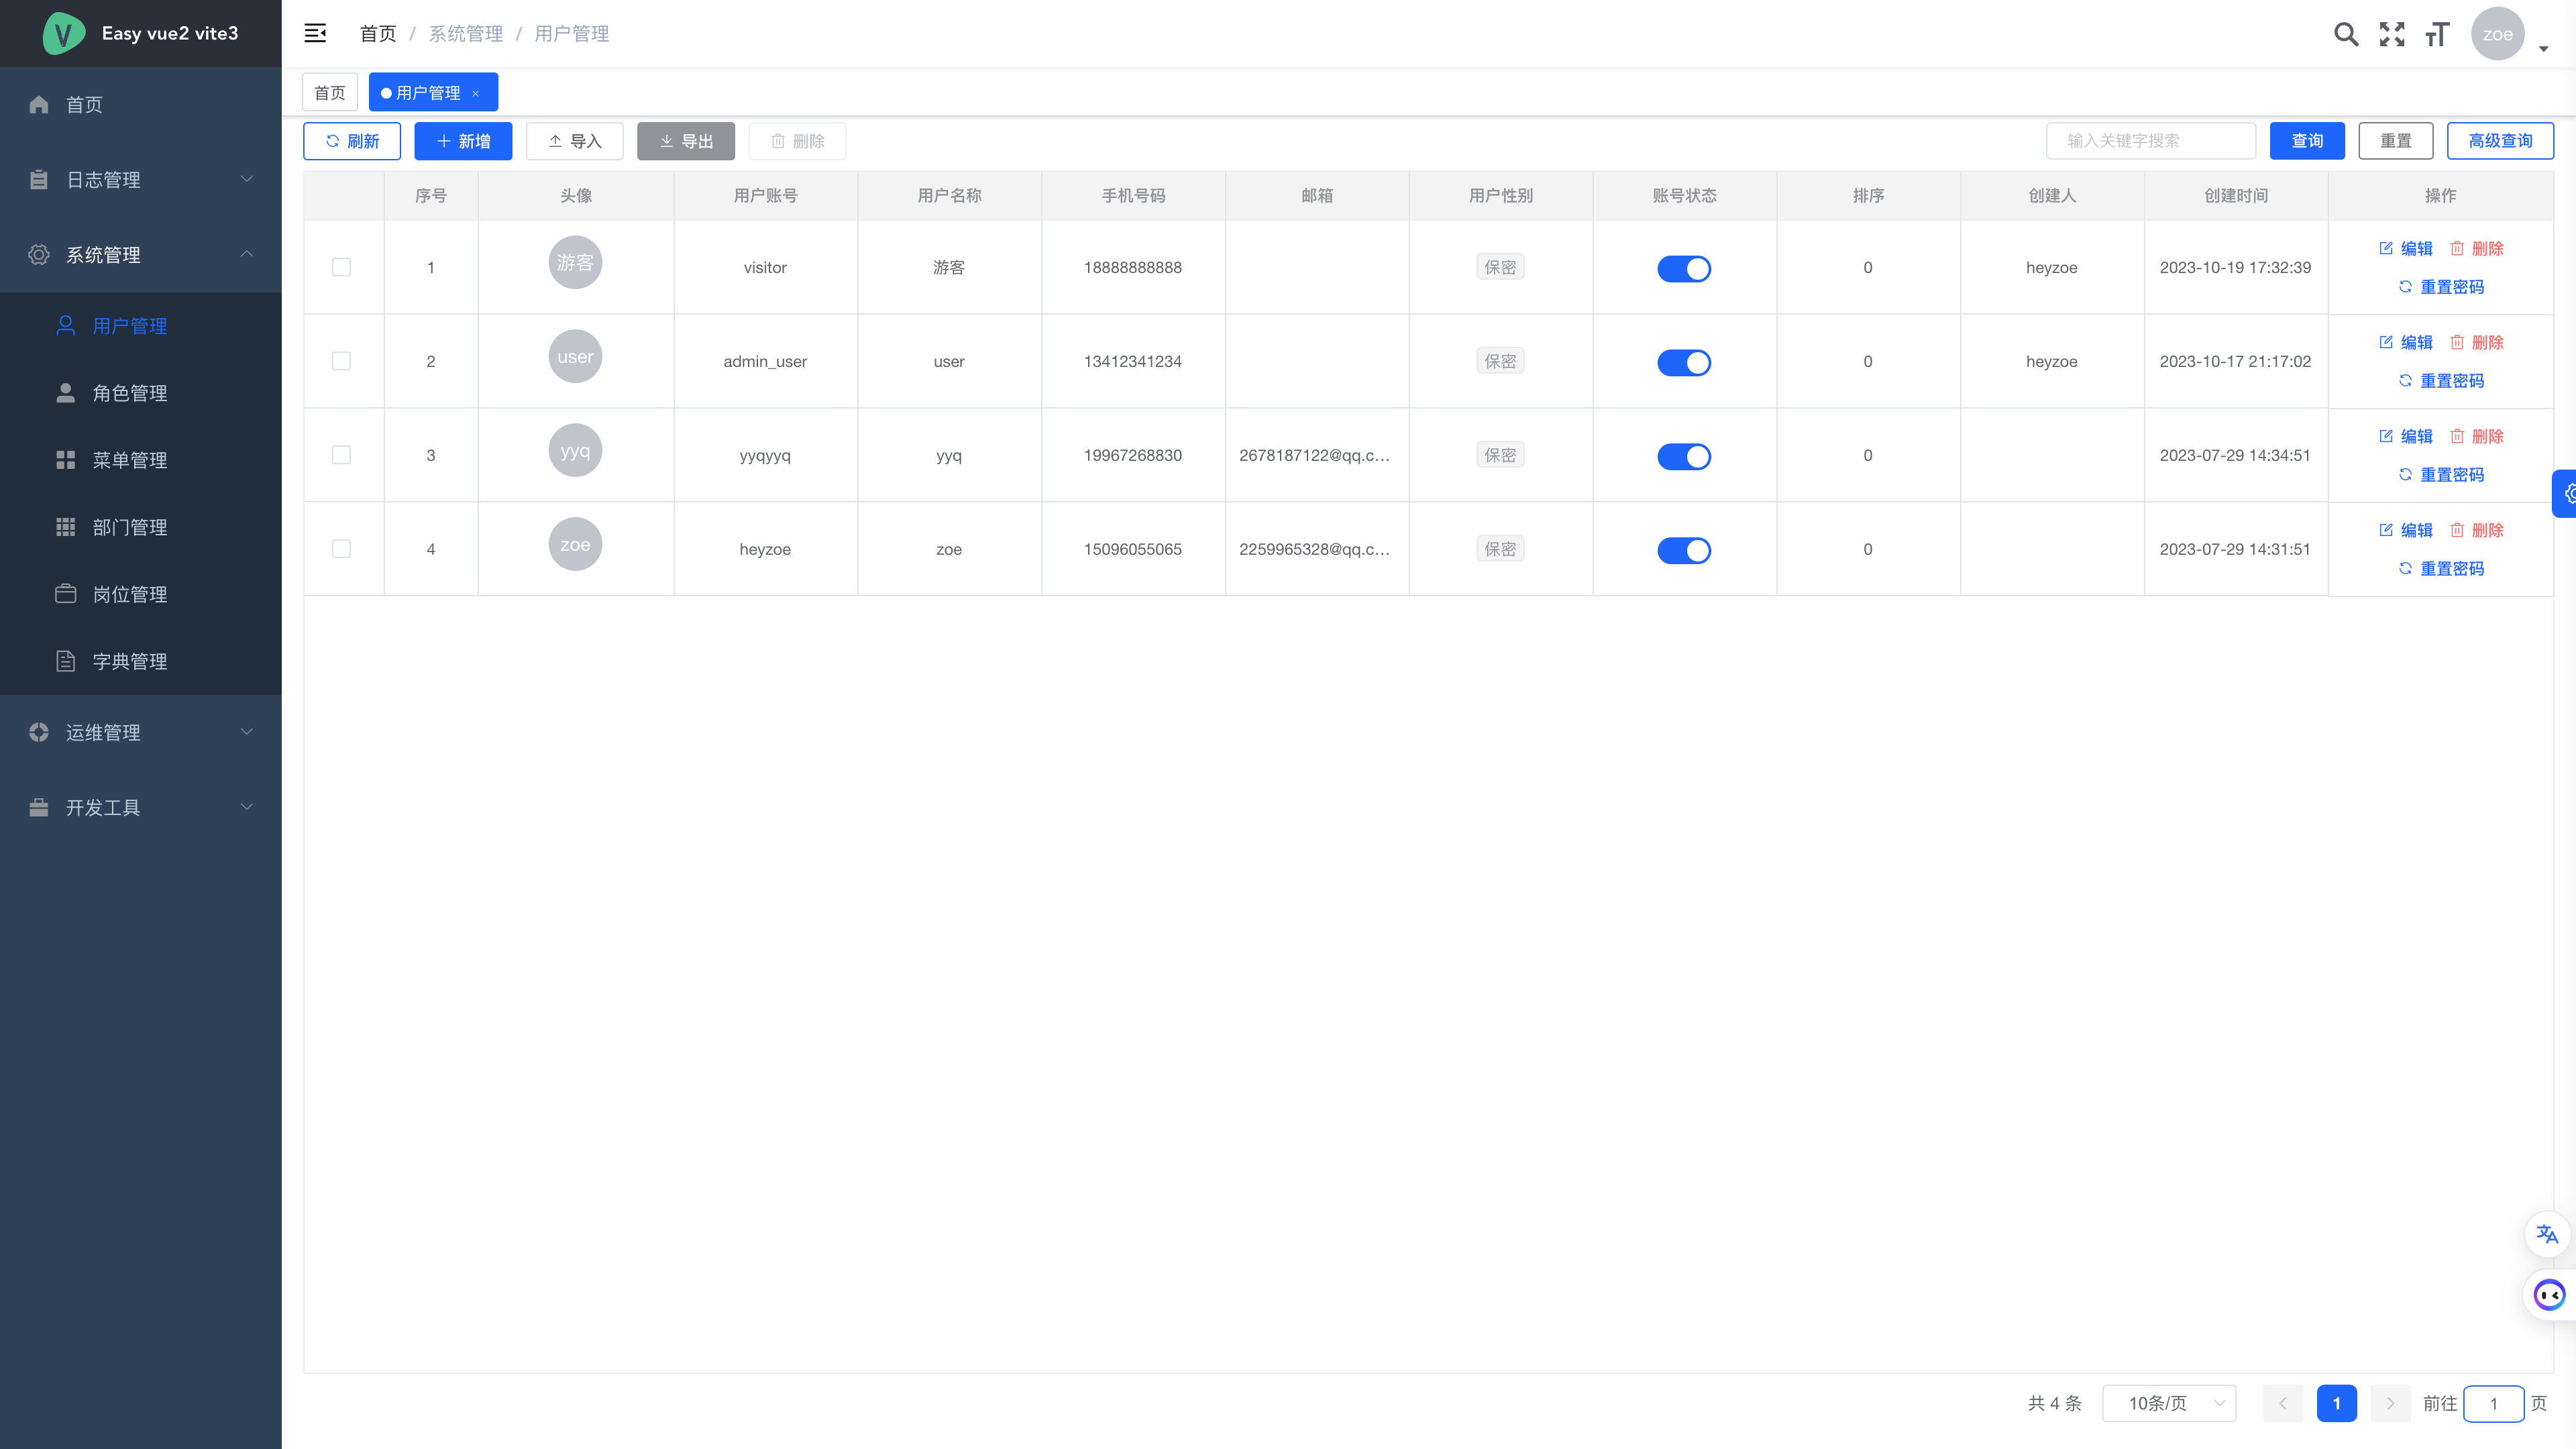 Easy vue2 vite3
首页 / 系统管理 / 用户管理
zoe
首页
日志管理
系统管理
用户管理
角色管理
菜单管理
部门管理
岗位管理
字典管理
运维管理
开发工具
首页 用户管理 ×
刷新 新增 导入 导出 删除 输入关键字搜索 查询 重置 高级查询
序号 头像 用户账号 用户名称 手机号码 邮箱 用户性别 账号状态 排序 创建人 创建时间 操作
1 游客 visitor 游客 18888888888 保密 0 heyzoe 2023-10-19 17:32:39 编辑 删除
重置密码
2 user admin_user user 13412341234 保密 0 heyzoe 2023-10-17 21:17:02 编辑 删除
重置密码
3 yyq yyqyyq yyq 19967268830 2678187122@qq.c... 保密 0 2023-07-29 14:34:51 编辑 删除
重置密码
4 zoe heyzoe zoe 15096055065 2259965328@qq.c... 保密 0 2023-07-29 14:31:51 编辑 删除
重置密码
共 4 条 10条/页 1 前往 1 页